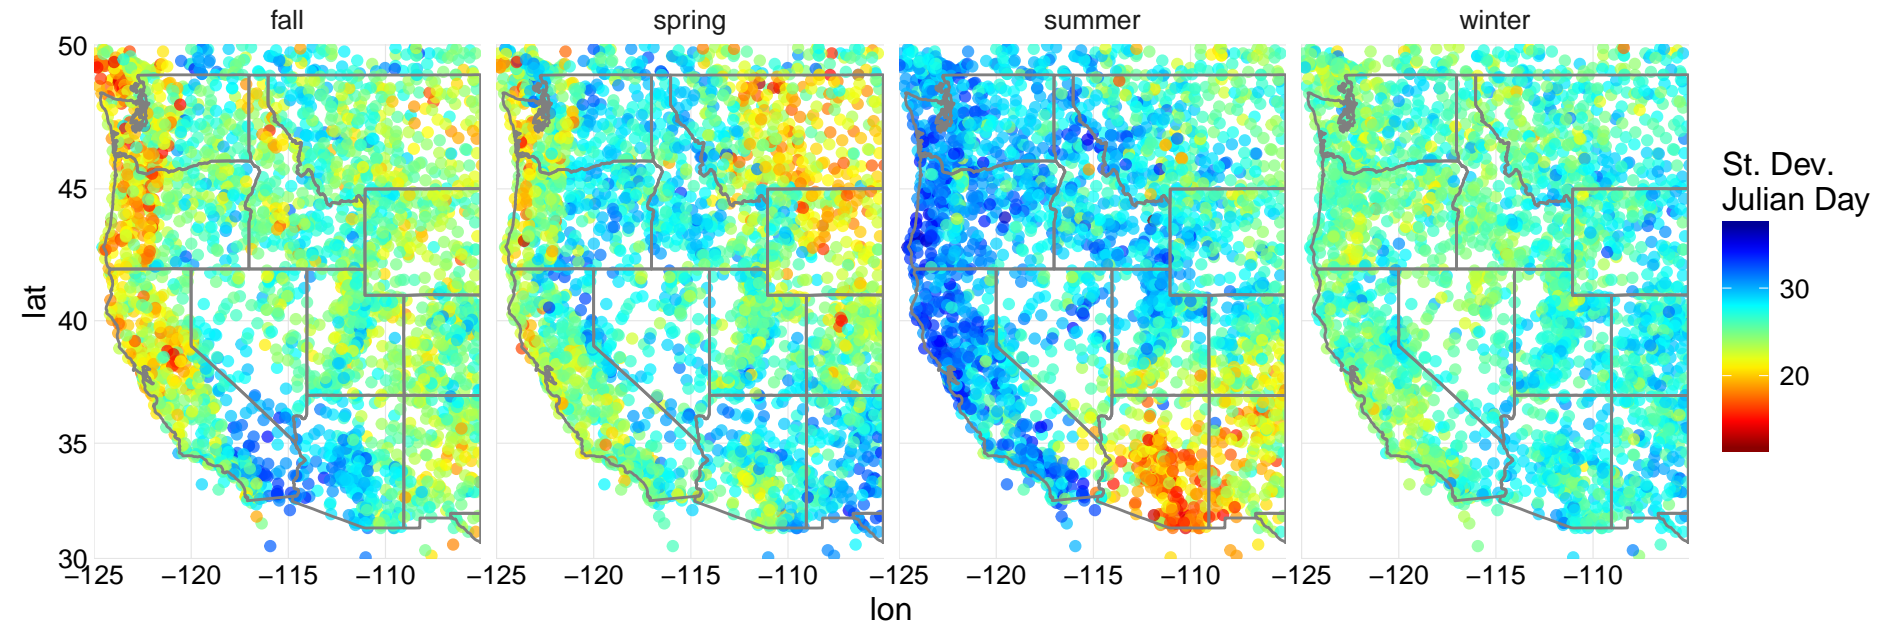 fall spring summer winter
50
45
40
35
30
lat
−125 −120 −115 −110 −125 −120 −115 −110 −125 −120 −115 −110 −125 −120 −115 −110
lon
St. Dev.
Julian Day
30
20